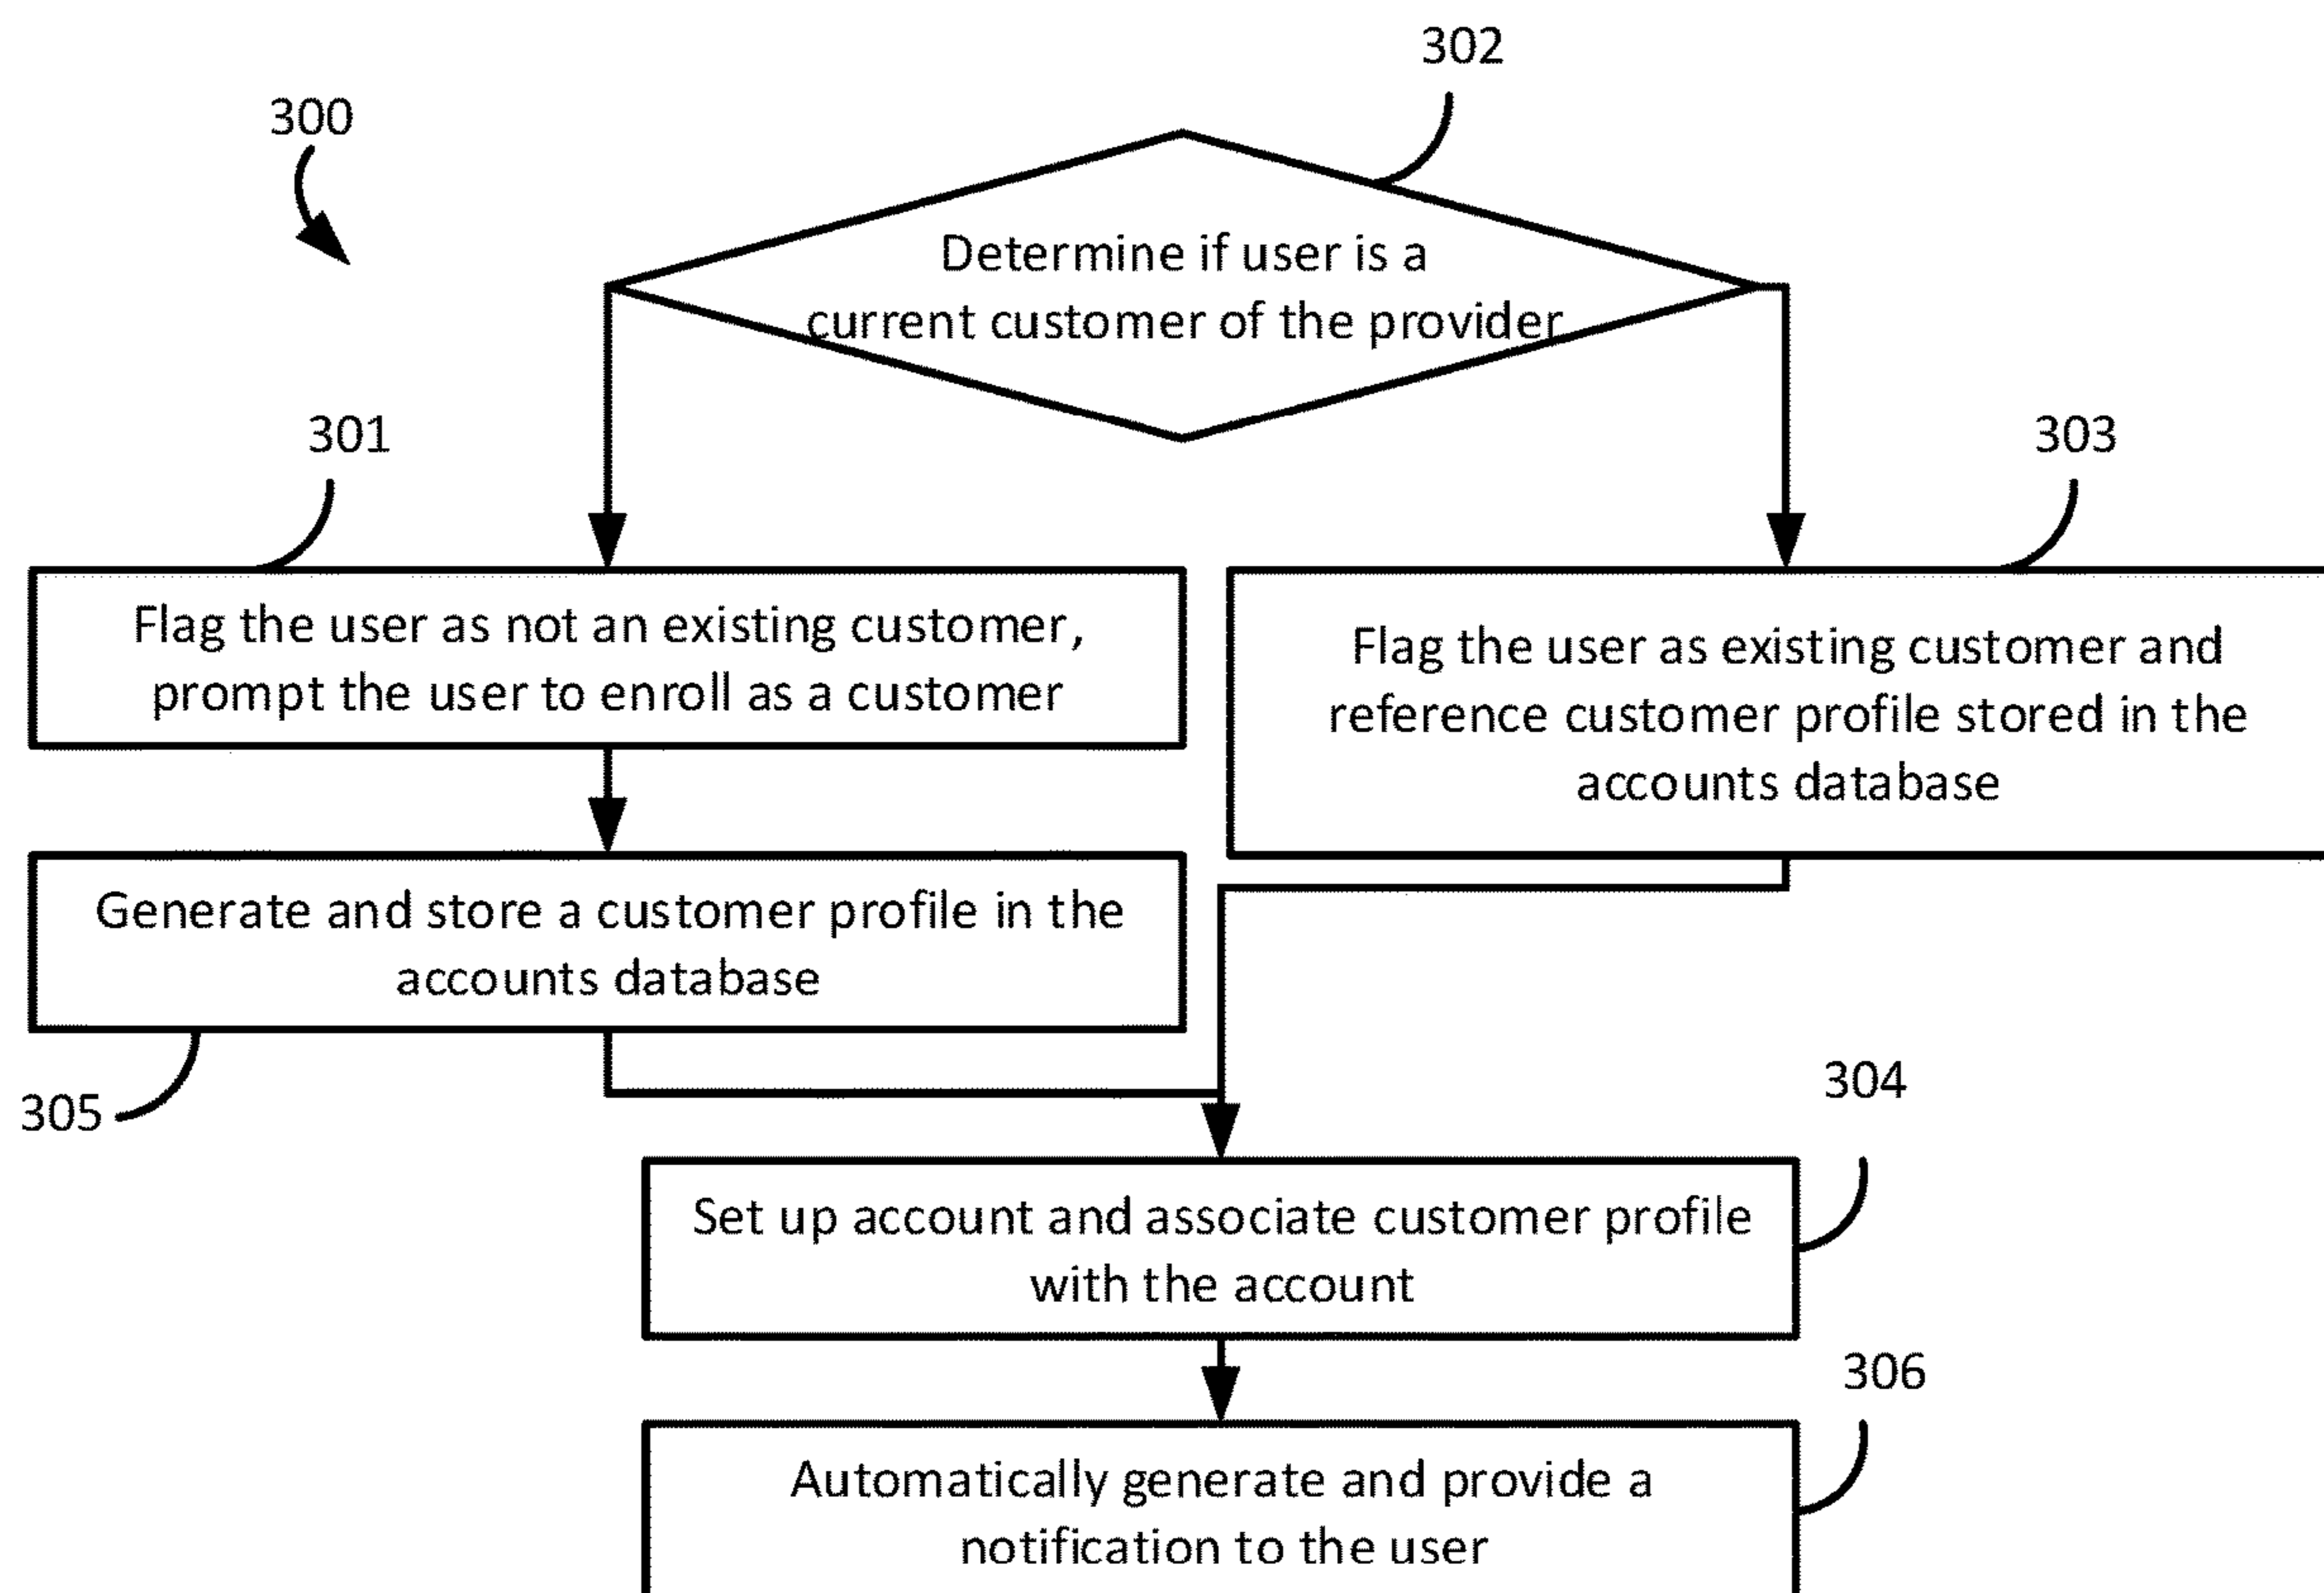 302
300
Determine if user is a
current customer of the provider
301
303
Flag the user as not an existing customer,
prompt the user to enroll as a customer
Flag the user as existing customer and
reference customer profile stored in the
accounts database
Generate and store a customer profile in the
accounts database
305
304
Set up account and associate customer profile
with the account
306
Automatically generate and provide a
notification to the user